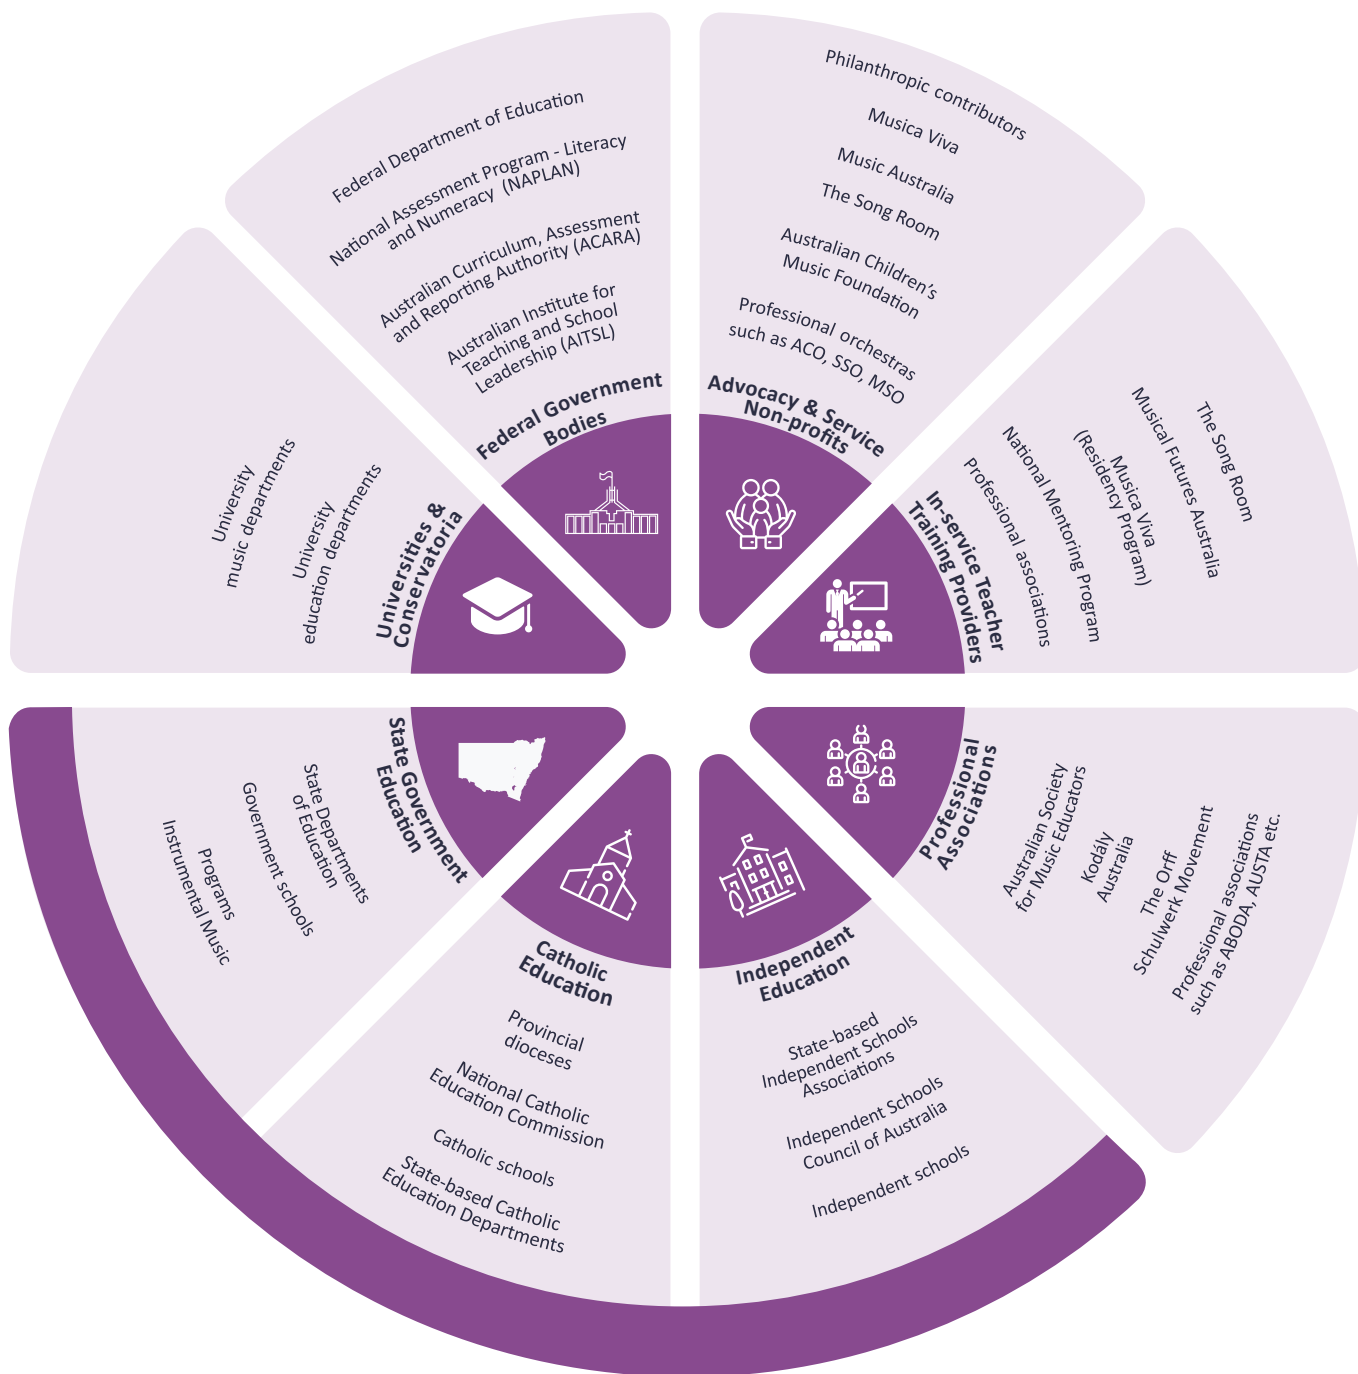 Federal Department of Education
National Assessment Program - Literacy
and Numeracy (NAPLAN)
Australian Curriculum, Assessment
and Reporting Authority (ACARA)
Australian Institute for
Teaching and School
Leadership (AITSL)
Federal Government
Bodies
Philanthropic contributors
Musica Viva
Music Australia
The Song Room
Australian Children’s
Music Foundation
Professional orchestras
such as ACO, SSO, MSO
Advocacy & Service
Non-profits
The Song Room
Musical Futures Australia
Musica Viva
(Residency Program)
National Mentoring Program
Professional associations
In-service Teacher
Training Providers
Professional
Associations
Australian Society
for Music Educators
Kodály
Australia
The Orff
Schulwerk Movement
Professional associations
such as ABODA, AUSTA etc.
Independent
Education
State-based
Independent Schools
Associations
Independent Schools
Council of Australia
Independent schools
Catholic
Education
Provincial
dioceses
National Catholic
Education Commission
Catholic schools
State-based Catholic
Education Departments
State Government
Education
State Departments
of Education
Government schools
Programs
Instrumental Music
University
music departments
University
education departments
Universities &
Conservatoria